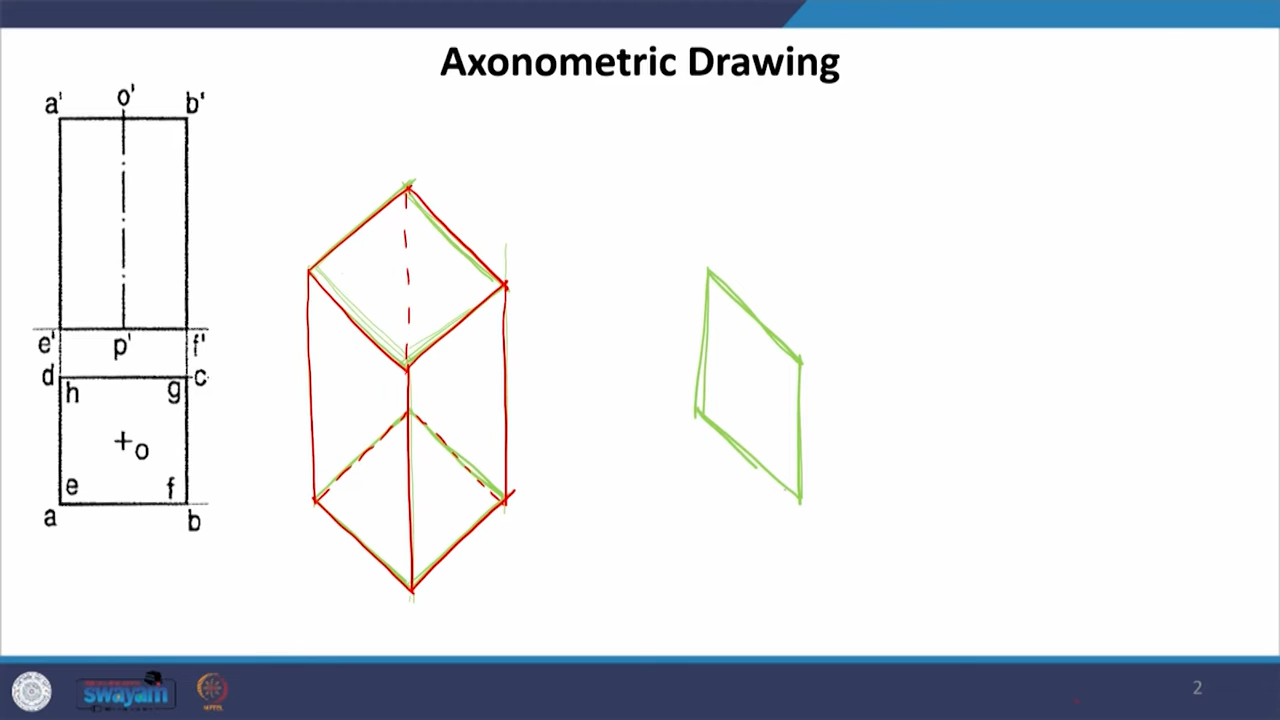 Axonometric Drawing
a' o' b'
e' p' f'
d c
h g
+o
e f
a b
swayam
2